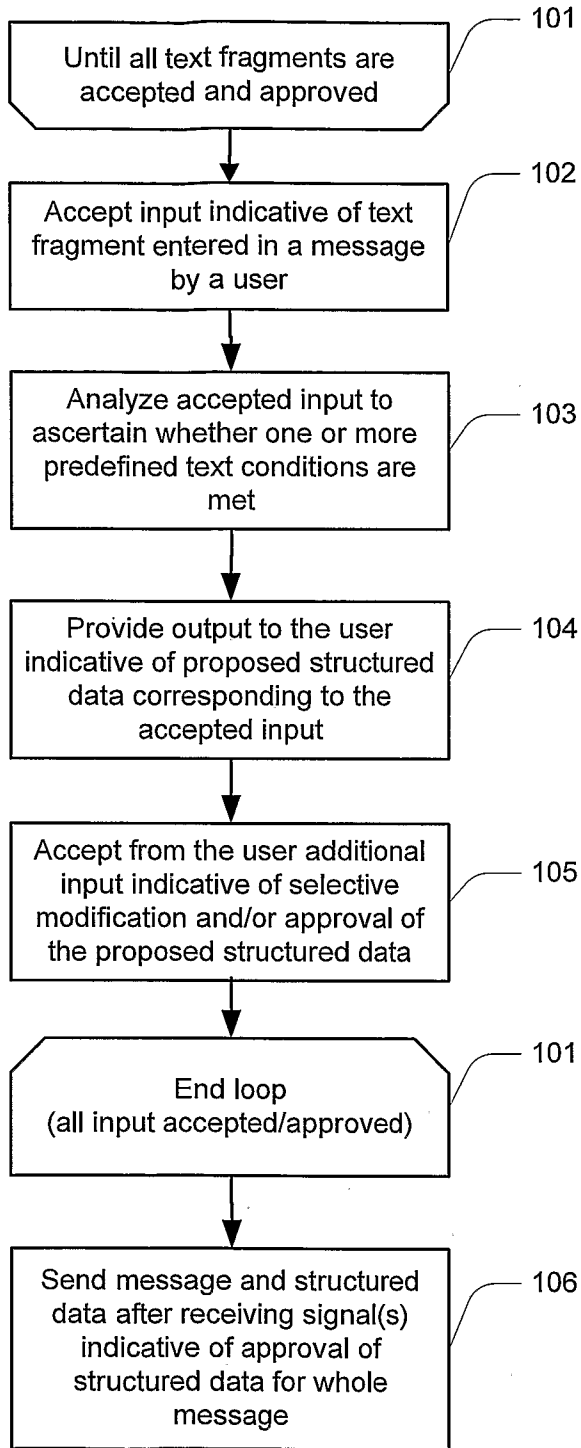 101
Until all text fragments are
accepted and approved
102
Accept input indicative of text
fragment entered in a message
by a user
103
Analyze accepted input to
ascertain whether one or more
predefined text conditions are
met
104
Provide output to the user
indicative of proposed structured
data corresponding to the
accepted input
105
Accept from the user additional
input indicative of selective
modification and/or approval of
the proposed structured data
101
End loop
(all input accepted/approved)
106
Send message and structured
data after receiving signal(s)
indicative of approval of
structured data for whole
message